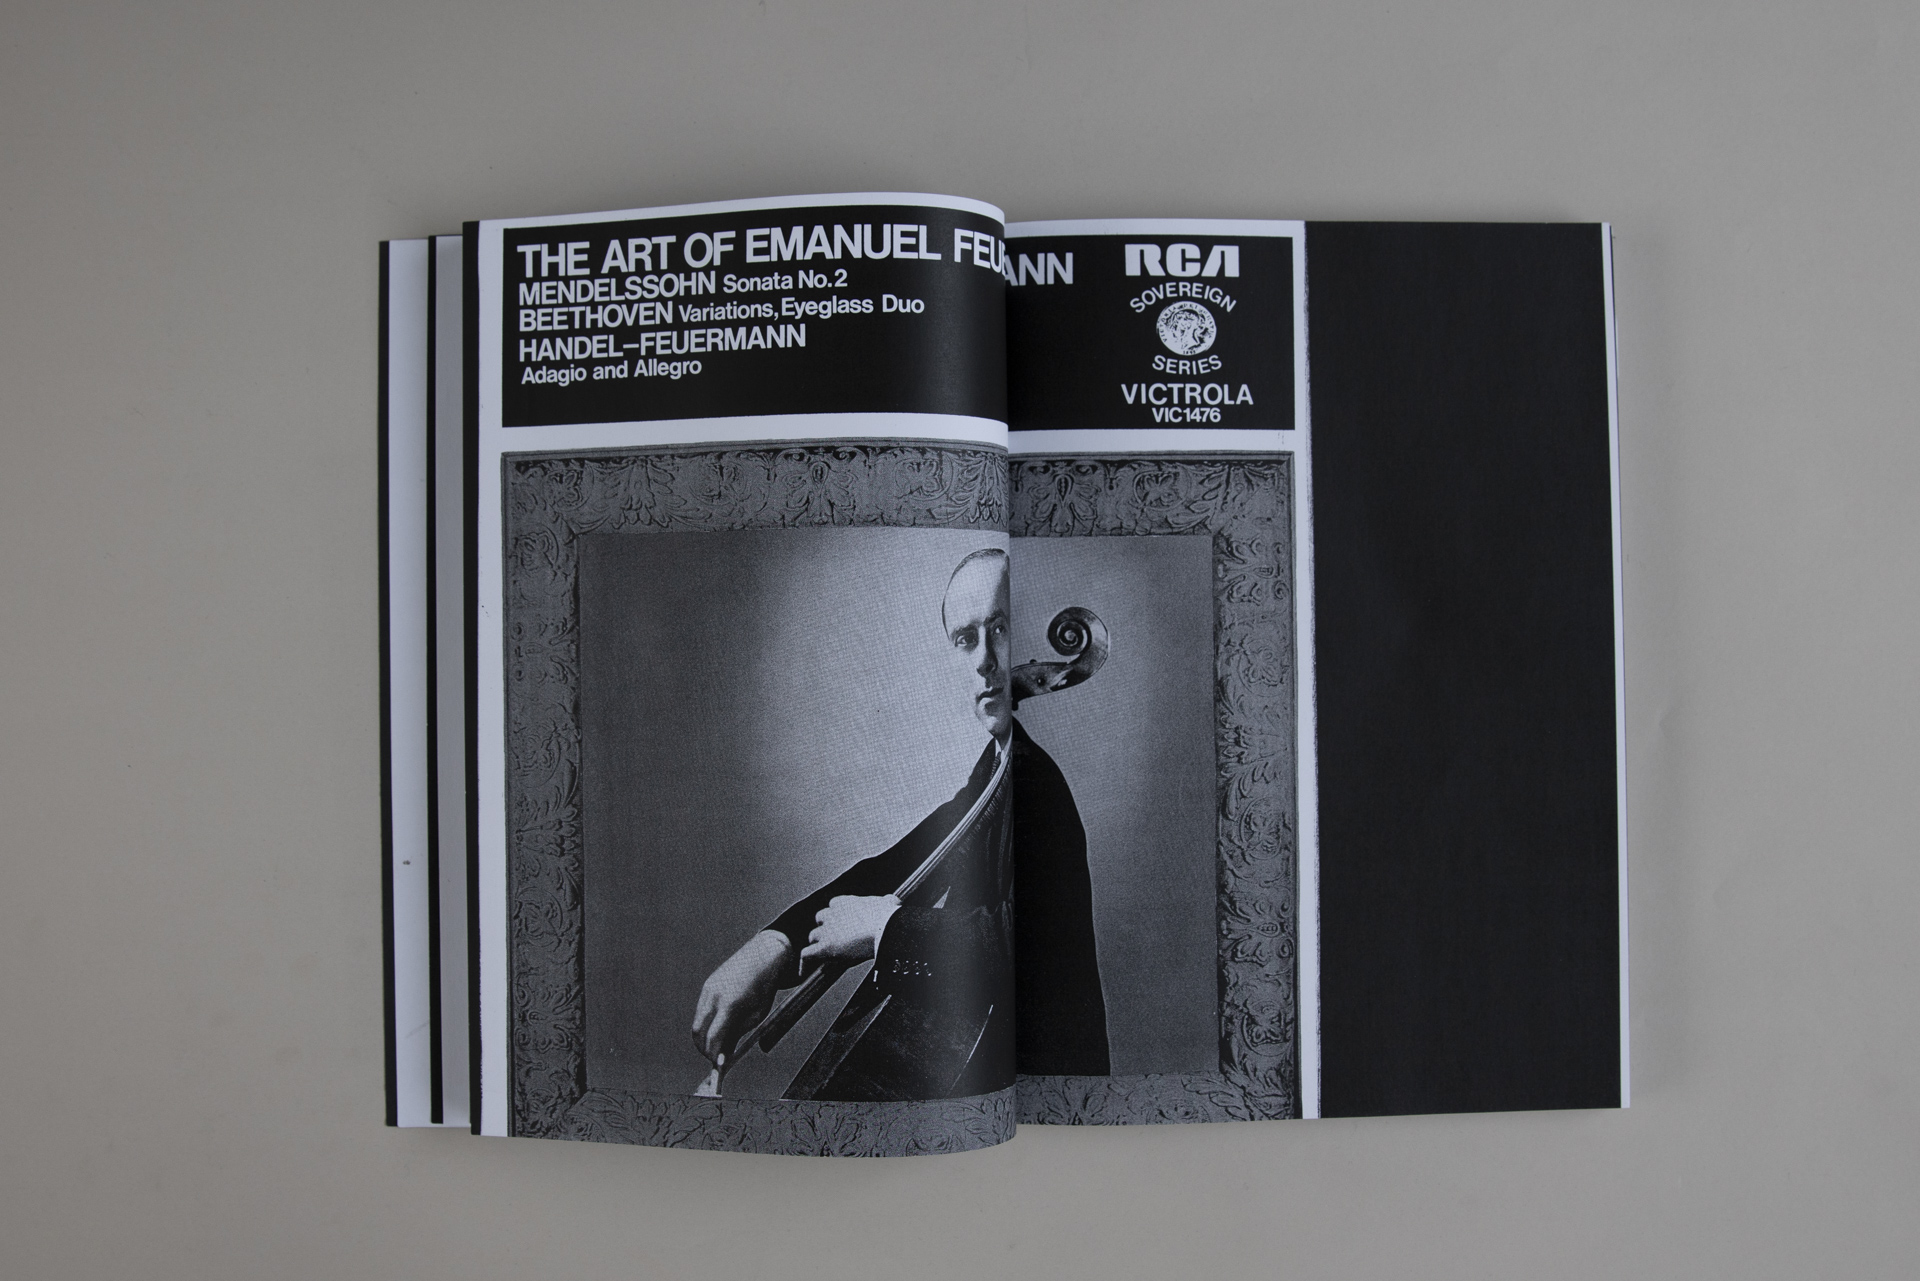 THE ART OF EMANUEL FEUE ANN
MENDELSSOHN Sonata No.2
BEETHOVEN Variations, Eyeglass Duo
HANDEL–FEUERMANN
Adagio and Allegro
RCA
SOVEREIGN
SERIES
VICTROLA
VIC1476